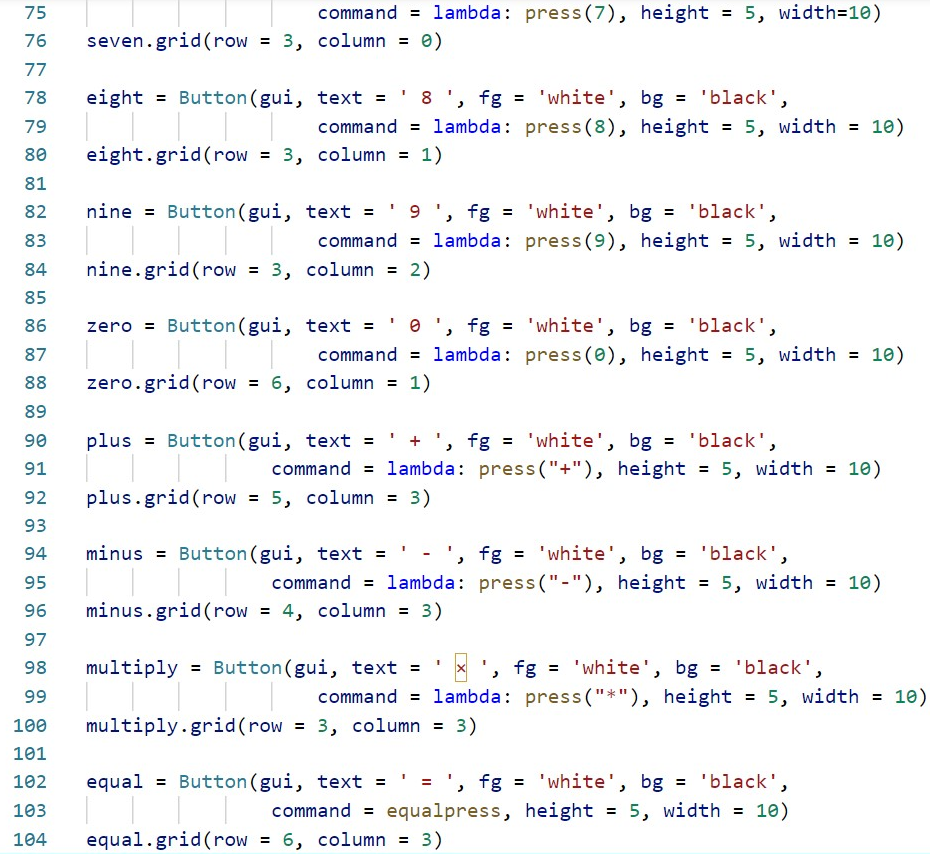 75 command = lambda: press(7), height = 5, width=10)
76 seven.grid(row = 3, column = 0)
77
78 eight = Button(gui, text = ' 8 ', fg = 'white', bg = 'black',
79 command = lambda: press(8), height = 5, width = 10)
80 eight.grid(row = 3, column = 1)
81
82 nine = Button(gui, text = ' 9 ', fg = 'white', bg = 'black',
83 command = lambda: press(9), height = 5, width = 10)
84 nine.grid(row = 3, column = 2)
85
86 zero = Button(gui, text = ' 0 ', fg = 'white', bg = 'black',
87 command = lambda: press(0), height = 5, width = 10)
88 zero.grid(row = 6, column = 1)
89
90 plus = Button(gui, text = ' + ', fg = 'white', bg = 'black',
91 command = lambda: press("+"), height = 5, width = 10)
92 plus.grid(row = 5, column = 3)
93
94 minus = Button(gui, text = ' - ', fg = 'white', bg = 'black',
95 command = lambda: press("-"), height = 5, width = 10)
96 minus.grid(row = 4, column = 3)
97
98 multiply = Button(gui, text = ' × ', fg = 'white', bg = 'black',
99 command = lambda: press("*"), height = 5, width = 10)
100 multiply.grid(row = 3, column = 3)
101
102 equal = Button(gui, text = ' = ', fg = 'white', bg = 'black',
103 command = equalpress, height = 5, width = 10)
104 equal.grid(row = 6, column = 3)